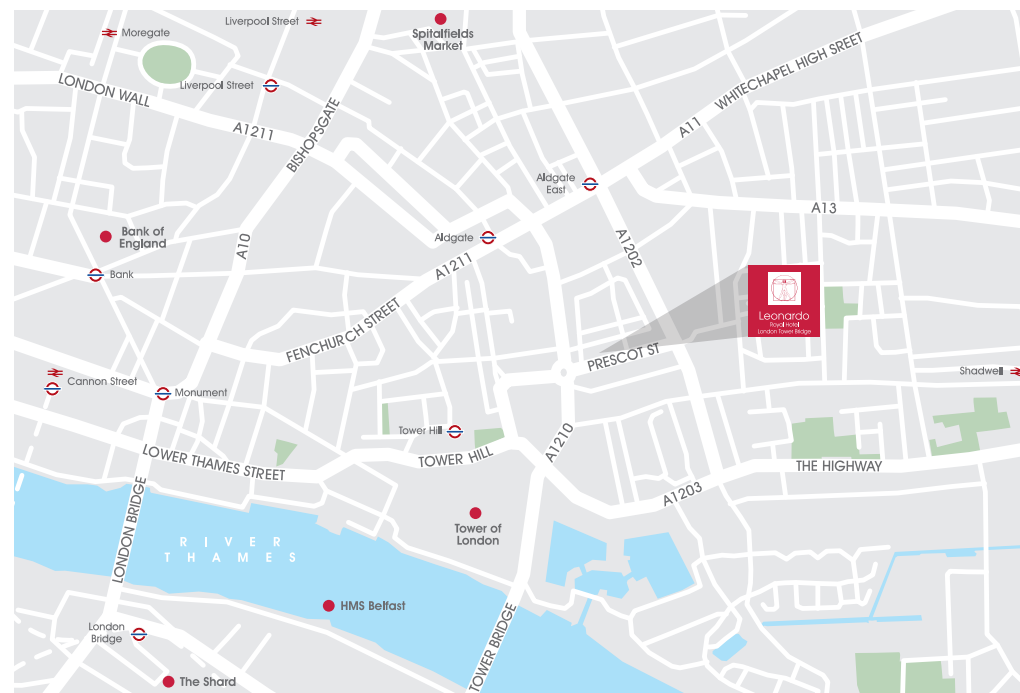 Liverpool Street
Moregate
Spitalfields
Market
Liverpool Street
LONDON WALL
A1211
BISHOPSGATE
WHITECHAPEL HIGH SREET
A11
Aldgate
East
A13
Bank of
England
A10
Aldgate
A1211
A1202
Bank
Leonardo
Royal Hotel
London Tower Bridge
FENCHURCH STREET
PRESCOT ST
Cannon Street
Monument
Shadwell
Tower Hill
A1210
LOWER THAMES STREET
TOWER HILL
THE HIGHWAY
A1203
LONDON BRIDGE
Tower of
London
RIVER
THAMES
HMS Belfast
TOWER BRIDGE
London
Bridge
The Shard